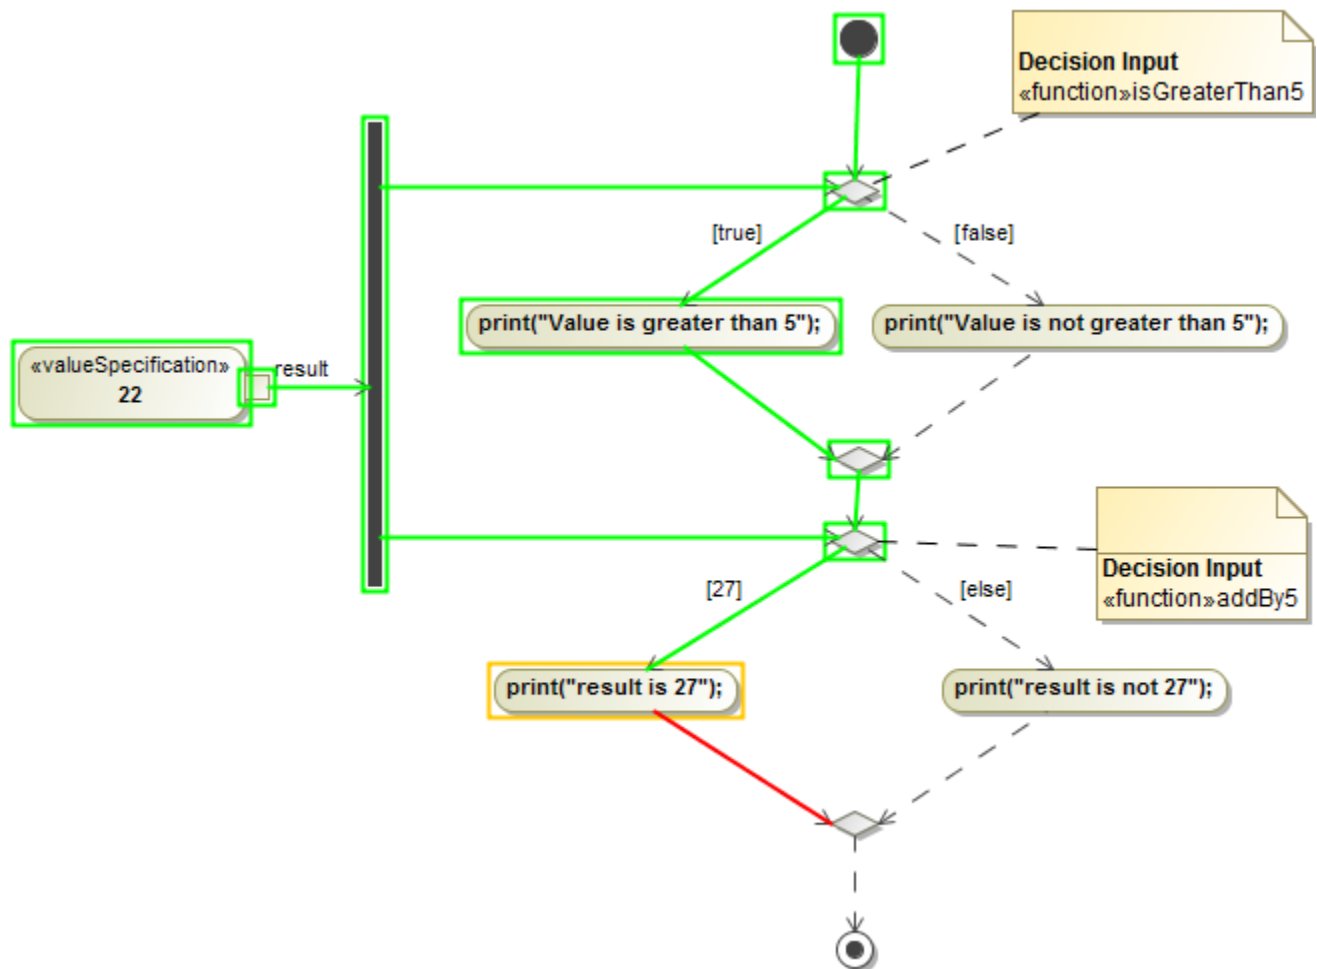 Decision Input
«function»isGreaterThan5
[true]
[false]
print("Value is greater than 5");
print("Value is not greater than 5");
«valueSpecification»
22
result
Decision Input
«function»addBy5
[27]
[else]
print("result is 27");
print("result is not 27");